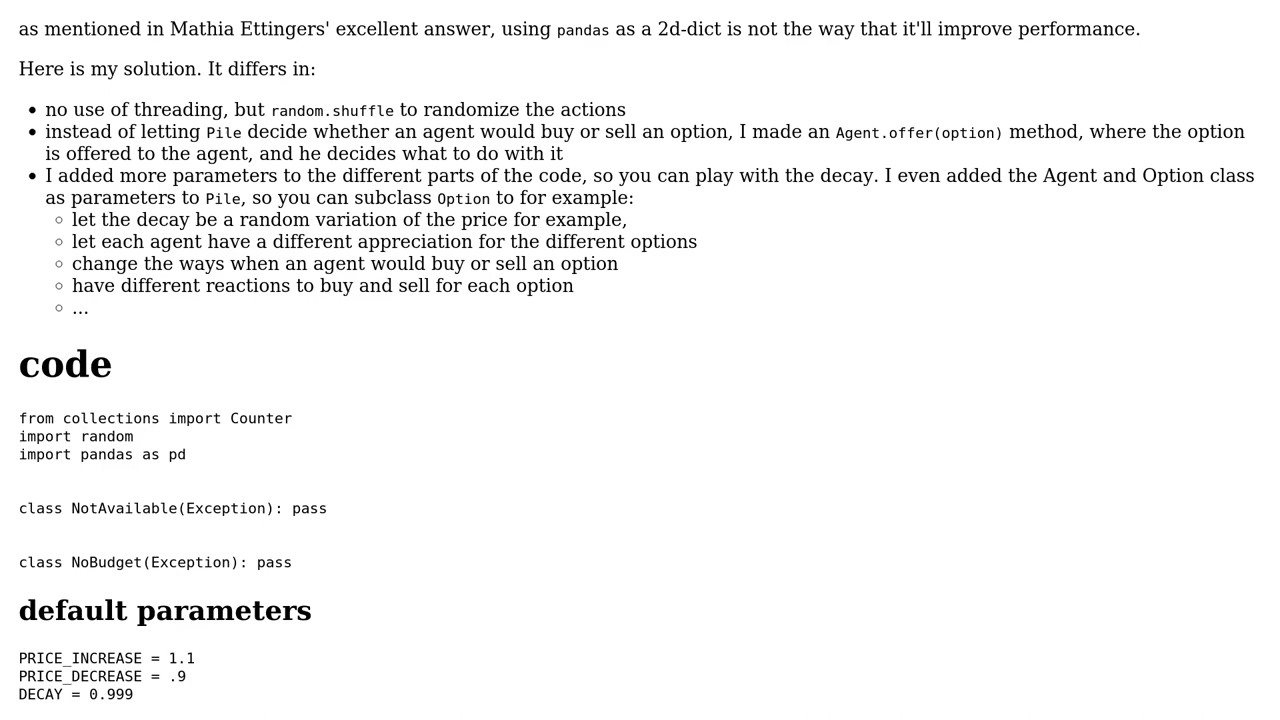 as mentioned in Mathia Ettingers' excellent answer, using pandas as a 2d-dict is not the way that it'll improve performance.
Here is my solution. It differs in:
• no use of threading, but random.shuffle to randomize the actions
• instead of letting Pile decide whether an agent would buy or sell an option, I made an Agent.offer(option) method, where the option
is offered to the agent, and he decides what to do with it
• I added more parameters to the different parts of the code, so you can play with the decay. I even added the Agent and Option class
as parameters to Pile, so you can subclass Option to for example:
◦ let the decay be a random variation of the price for example,
◦ let each agent have a different appreciation for the different options
◦ change the ways when an agent would buy or sell an option
◦ have different reactions to buy and sell for each option
◦ ...
code
from collections import Counter
import random
import pandas as pd
class NotAvailable(Exception): pass
class NoBudget(Exception): pass
default parameters
PRICE_INCREASE = 1.1
PRICE_DECREASE = .9
DECAY = 0.999